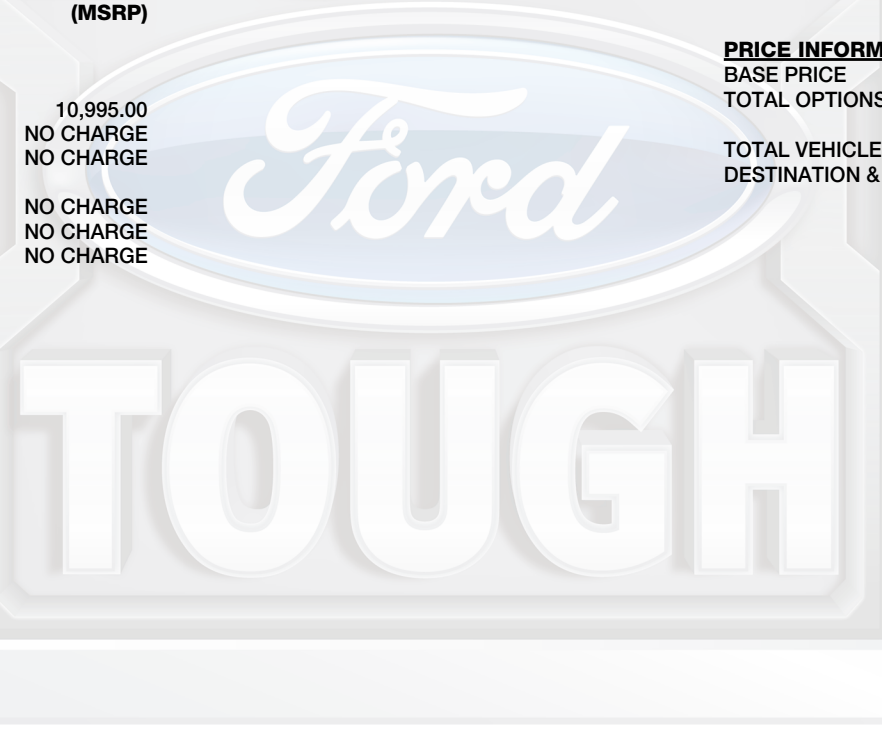 (MSRP)
10,995.00
NO CHARGE
NO CHARGE
NO CHARGE
NO CHARGE
NO CHARGE
PRICE INFORM
BASE PRICE
TOTAL OPTIONS
TOTAL VEHICLE
DESTINATION &
Ford
TOUGH